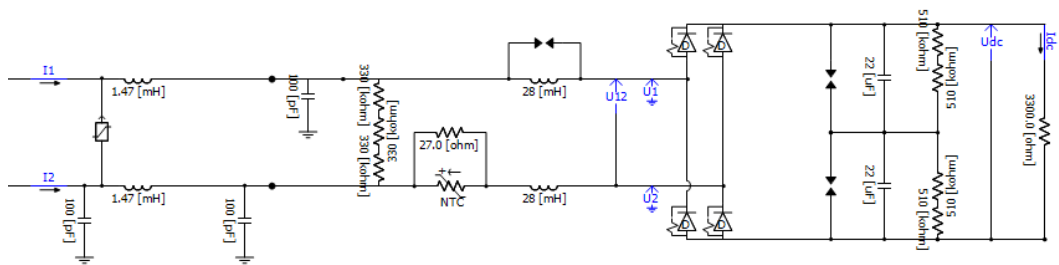 I1
1.47 [mH]
100 [pF]
330 [kohm]
330 [kohm]
330 [kohm]
28 [mH]
U12
U1
D
D
510 [kohm]
510 [kohm]
22 [uF]
Udc
Idc
3300.0 [ohm]
27.0 [ohm]
I2
1.47 [mH]
100 [pF]
100 [pF]
+
NTC
28 [mH]
U2
D
D
22 [uF]
510 [kohm]
510 [kohm]